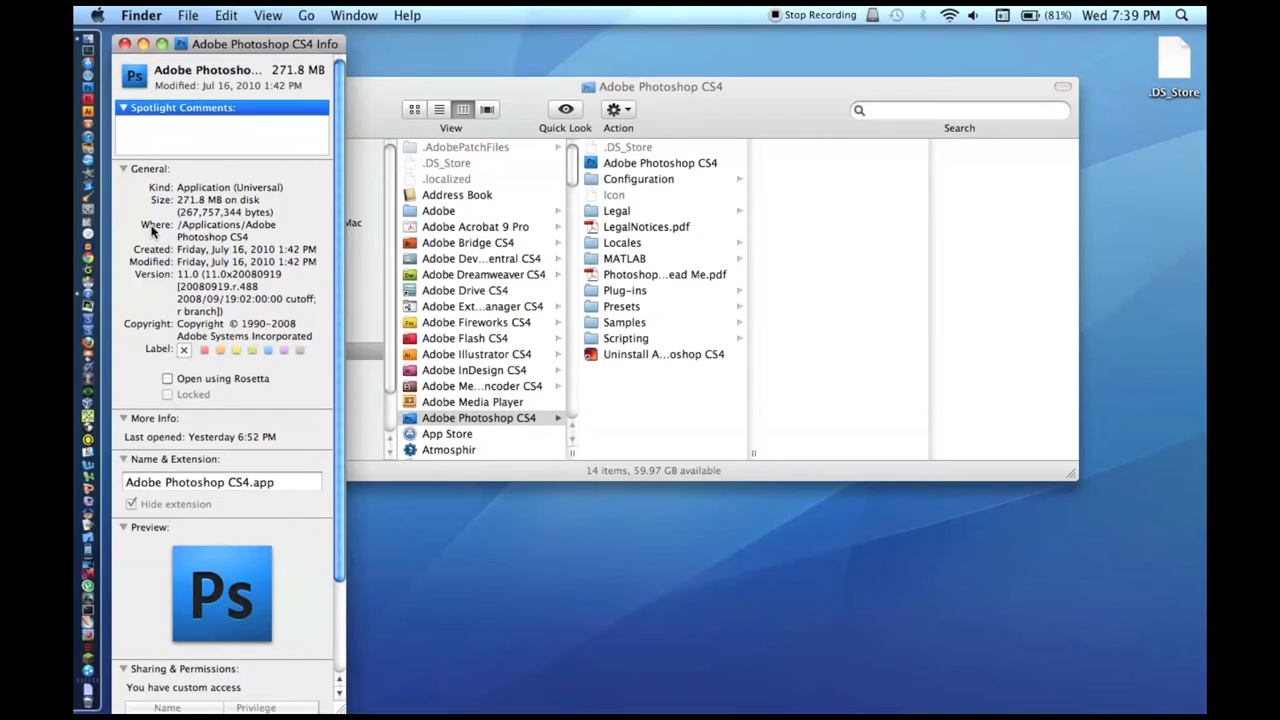 Finder File Edit View Go Window Help Stop Recording (81%) Wed 7:39 PM
Adobe Photoshop CS4 Info
Ps Adobe Photosho... 271.8 MB
Modified: Jul 16, 2010 1:42 PM
Spotlight Comments:
General:
Kind: Application (Universal)
Size: 271.8 MB on disk
(267,757,344 bytes)
Where: /Applications/Adobe
Photoshop CS4
Created: Friday, July 16, 2010 1:42 PM
Modified: Friday, July 16, 2010 1:42 PM
Version: 11.0 (11.0x20080919
[20080919.r.488
2008/09/19:02:00:00 cutoff;
r branch])
Copyright: Copyright © 1990-2008
Adobe Systems Incorporated
Label:
Open using Rosetta
Locked
More Info:
Last opened: Yesterday 6:52 PM
Name & Extension:
Adobe Photoshop CS4.app
Hide extension
Preview:
Ps
Sharing & Permissions:
You have custom access
Name Privilege
Adobe Photoshop CS4
View Quick Look Action Search
Mac
.AdobePatchFiles
.DS_Store
.localized
Address Book
Adobe
Adobe Acrobat 9 Pro
Adobe Bridge CS4
Adobe Dev...entral CS4
Adobe Dreamweaver CS4
Adobe Drive CS4
Adobe Ext...anager CS4
Adobe Fireworks CS4
Adobe Flash CS4
Adobe Illustrator CS4
Adobe InDesign CS4
Adobe Me...ncoder CS4
Adobe Media Player
Adobe Photoshop CS4
App Store
Atmosphir
.DS_Store
Adobe Photoshop CS4
Configuration
Icon
Legal
LegalNotices.pdf
Locales
MATLAB
Photoshop...ead Me.pdf
Plug-ins
Presets
Samples
Scripting
Uninstall A...oshop CS4
14 items, 59.97 GB available
.DS_Store